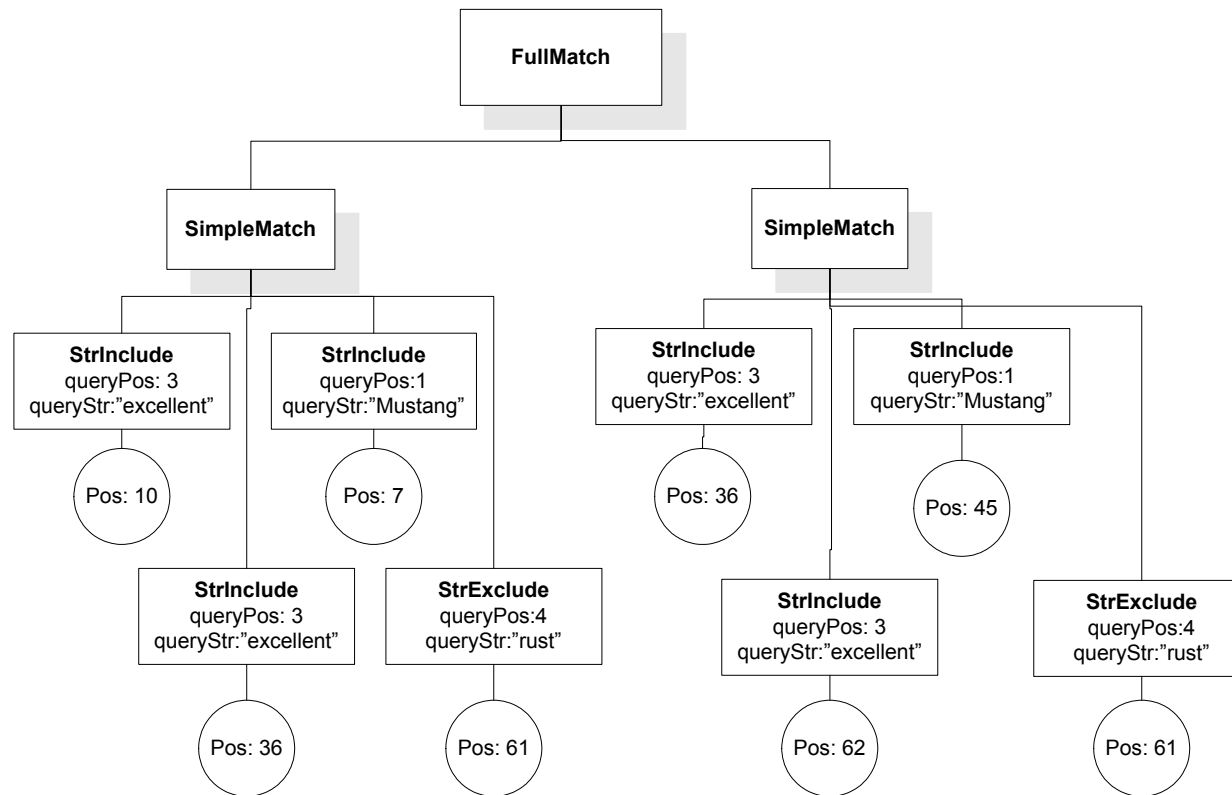 FullMatch
SimpleMatch
SimpleMatch
StrInclude
queryPos: 3
queryStr:”excellent”
StrInclude
queryPos:1
queryStr:”Mustang”
StrInclude
queryPos: 3
queryStr:”excellent”
StrInclude
queryPos:1
queryStr:”Mustang”
Pos: 10
Pos: 7
Pos: 36
Pos: 45
StrInclude
queryPos: 3
queryStr:”excellent”
StrExclude
queryPos:4
queryStr:”rust”
StrInclude
queryPos: 3
queryStr:”excellent”
StrExclude
queryPos:4
queryStr:”rust”
Pos: 36
Pos: 61
Pos: 62
Pos: 61